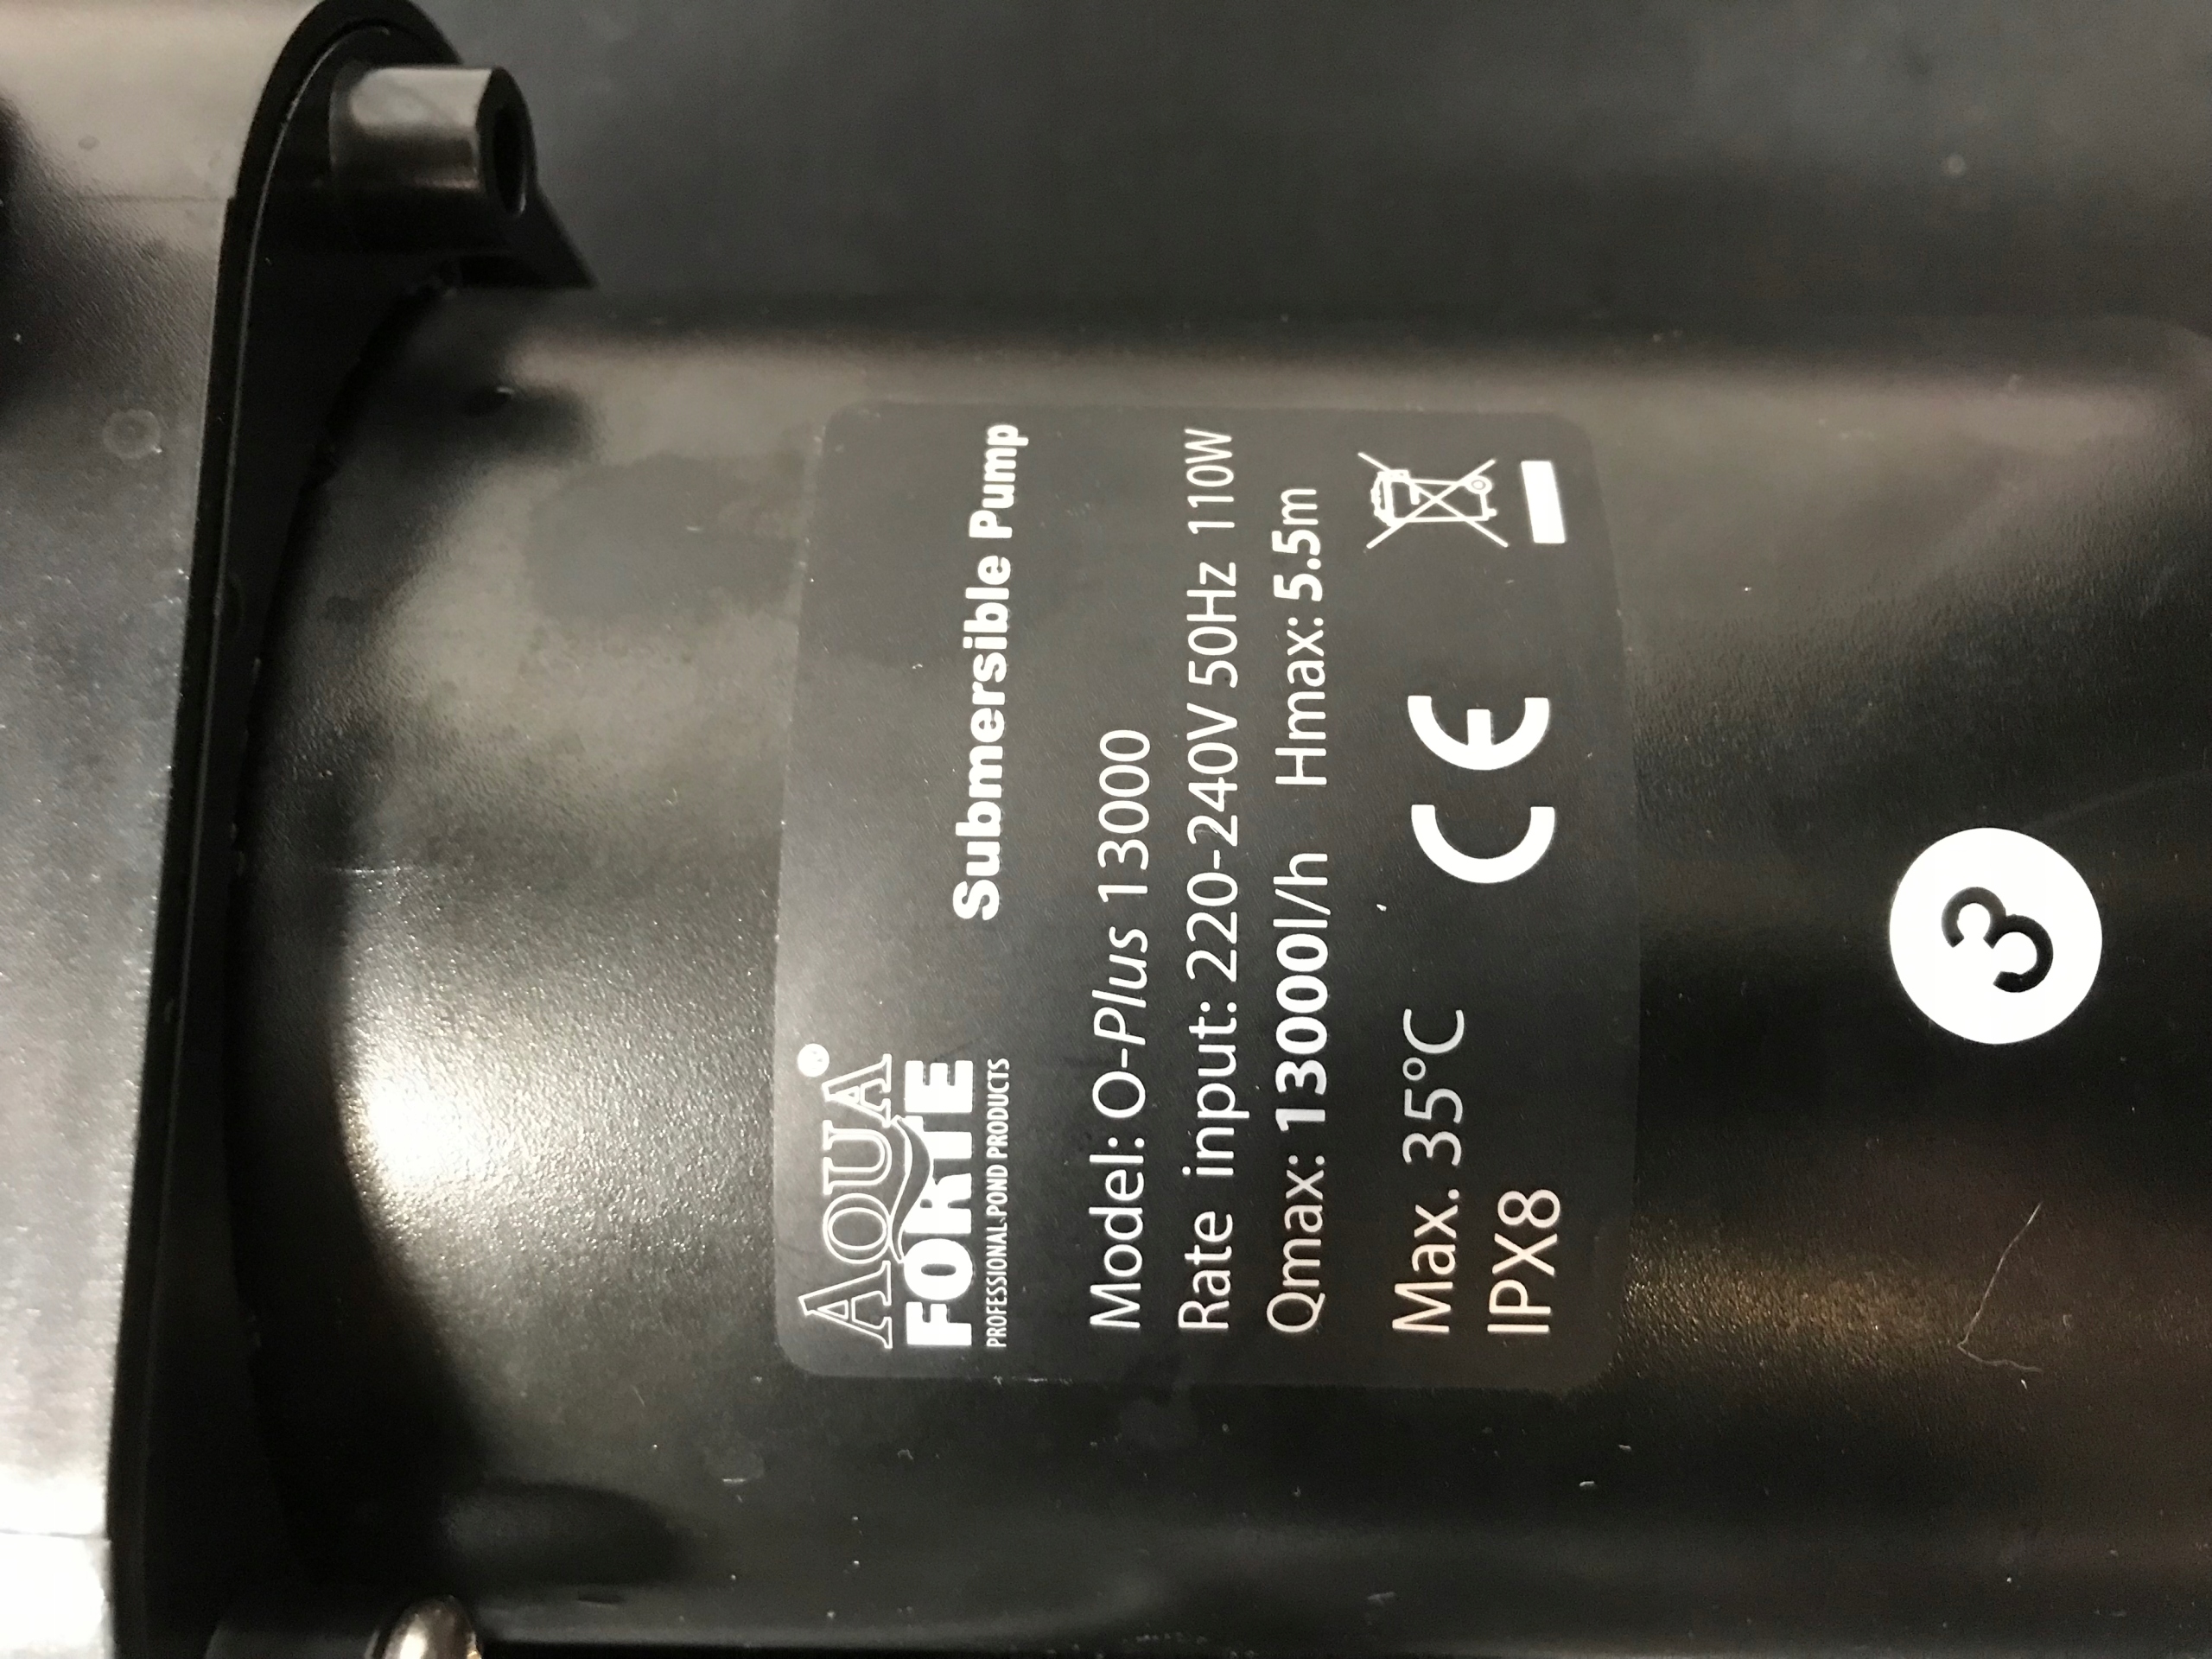 AQUA®
FORTE
PROFESSIONAL POND PRODUCTS
Submersible Pump
Model: O-Plus 13000
Rate input: 220-240V 50Hz 110W
Qmax: 13000l/h Hmax: 5.5m
Max. 35°C
IPX8
CE
3